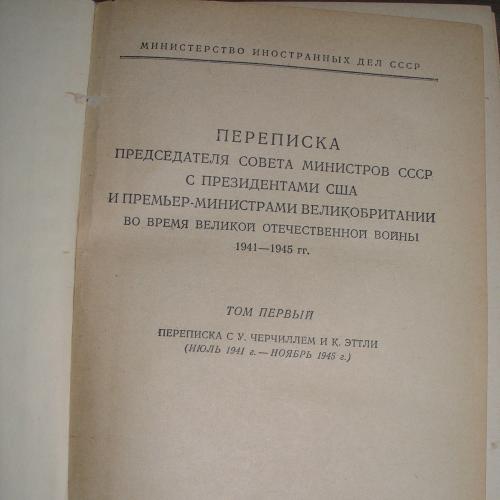 МИНИСТЕРСТВО ИНОСТРАННЫХ ДЕЛ СССР
ПЕРЕПИСКА
ПРЕДСЕДАТЕЛЯ СОВЕТА МИНИСТРОВ СССР
С ПРЕЗИДЕНТАМИ США
И ПРЕМЬЕР-МИНИСТРАМИ ВЕЛИКОБРИТАНИИ
ВО ВРЕМЯ ВЕЛИКОЙ ОТЕЧЕСТВЕННОЙ ВОЙНЫ
1941—1945 гг.
ТОМ ПЕРВЫЙ
ПЕРЕПИСКА С У. ЧЕРЧИЛЛЕМ И К. ЭТТЛИ
(ИЮЛЬ 1941 г. — НОЯБРЬ 1945 г.)